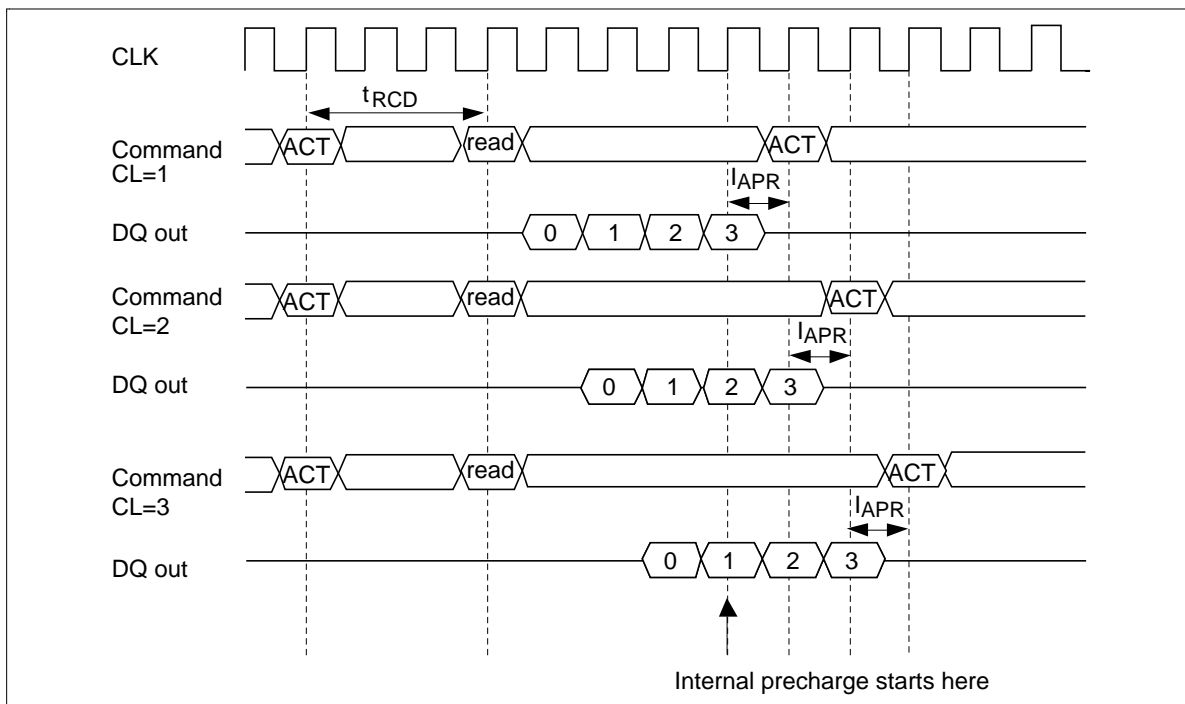 CLK
tRCD
Command
CL=1
ACT
read
ACT
IAPR
DQ out
0 1 2 3
Command
CL=2
ACT
read
ACT
IAPR
DQ out
0 1 2 3
Command
CL=3
ACT
read
ACT
IAPR
DQ out
0 1 2 3
Internal precharge starts here